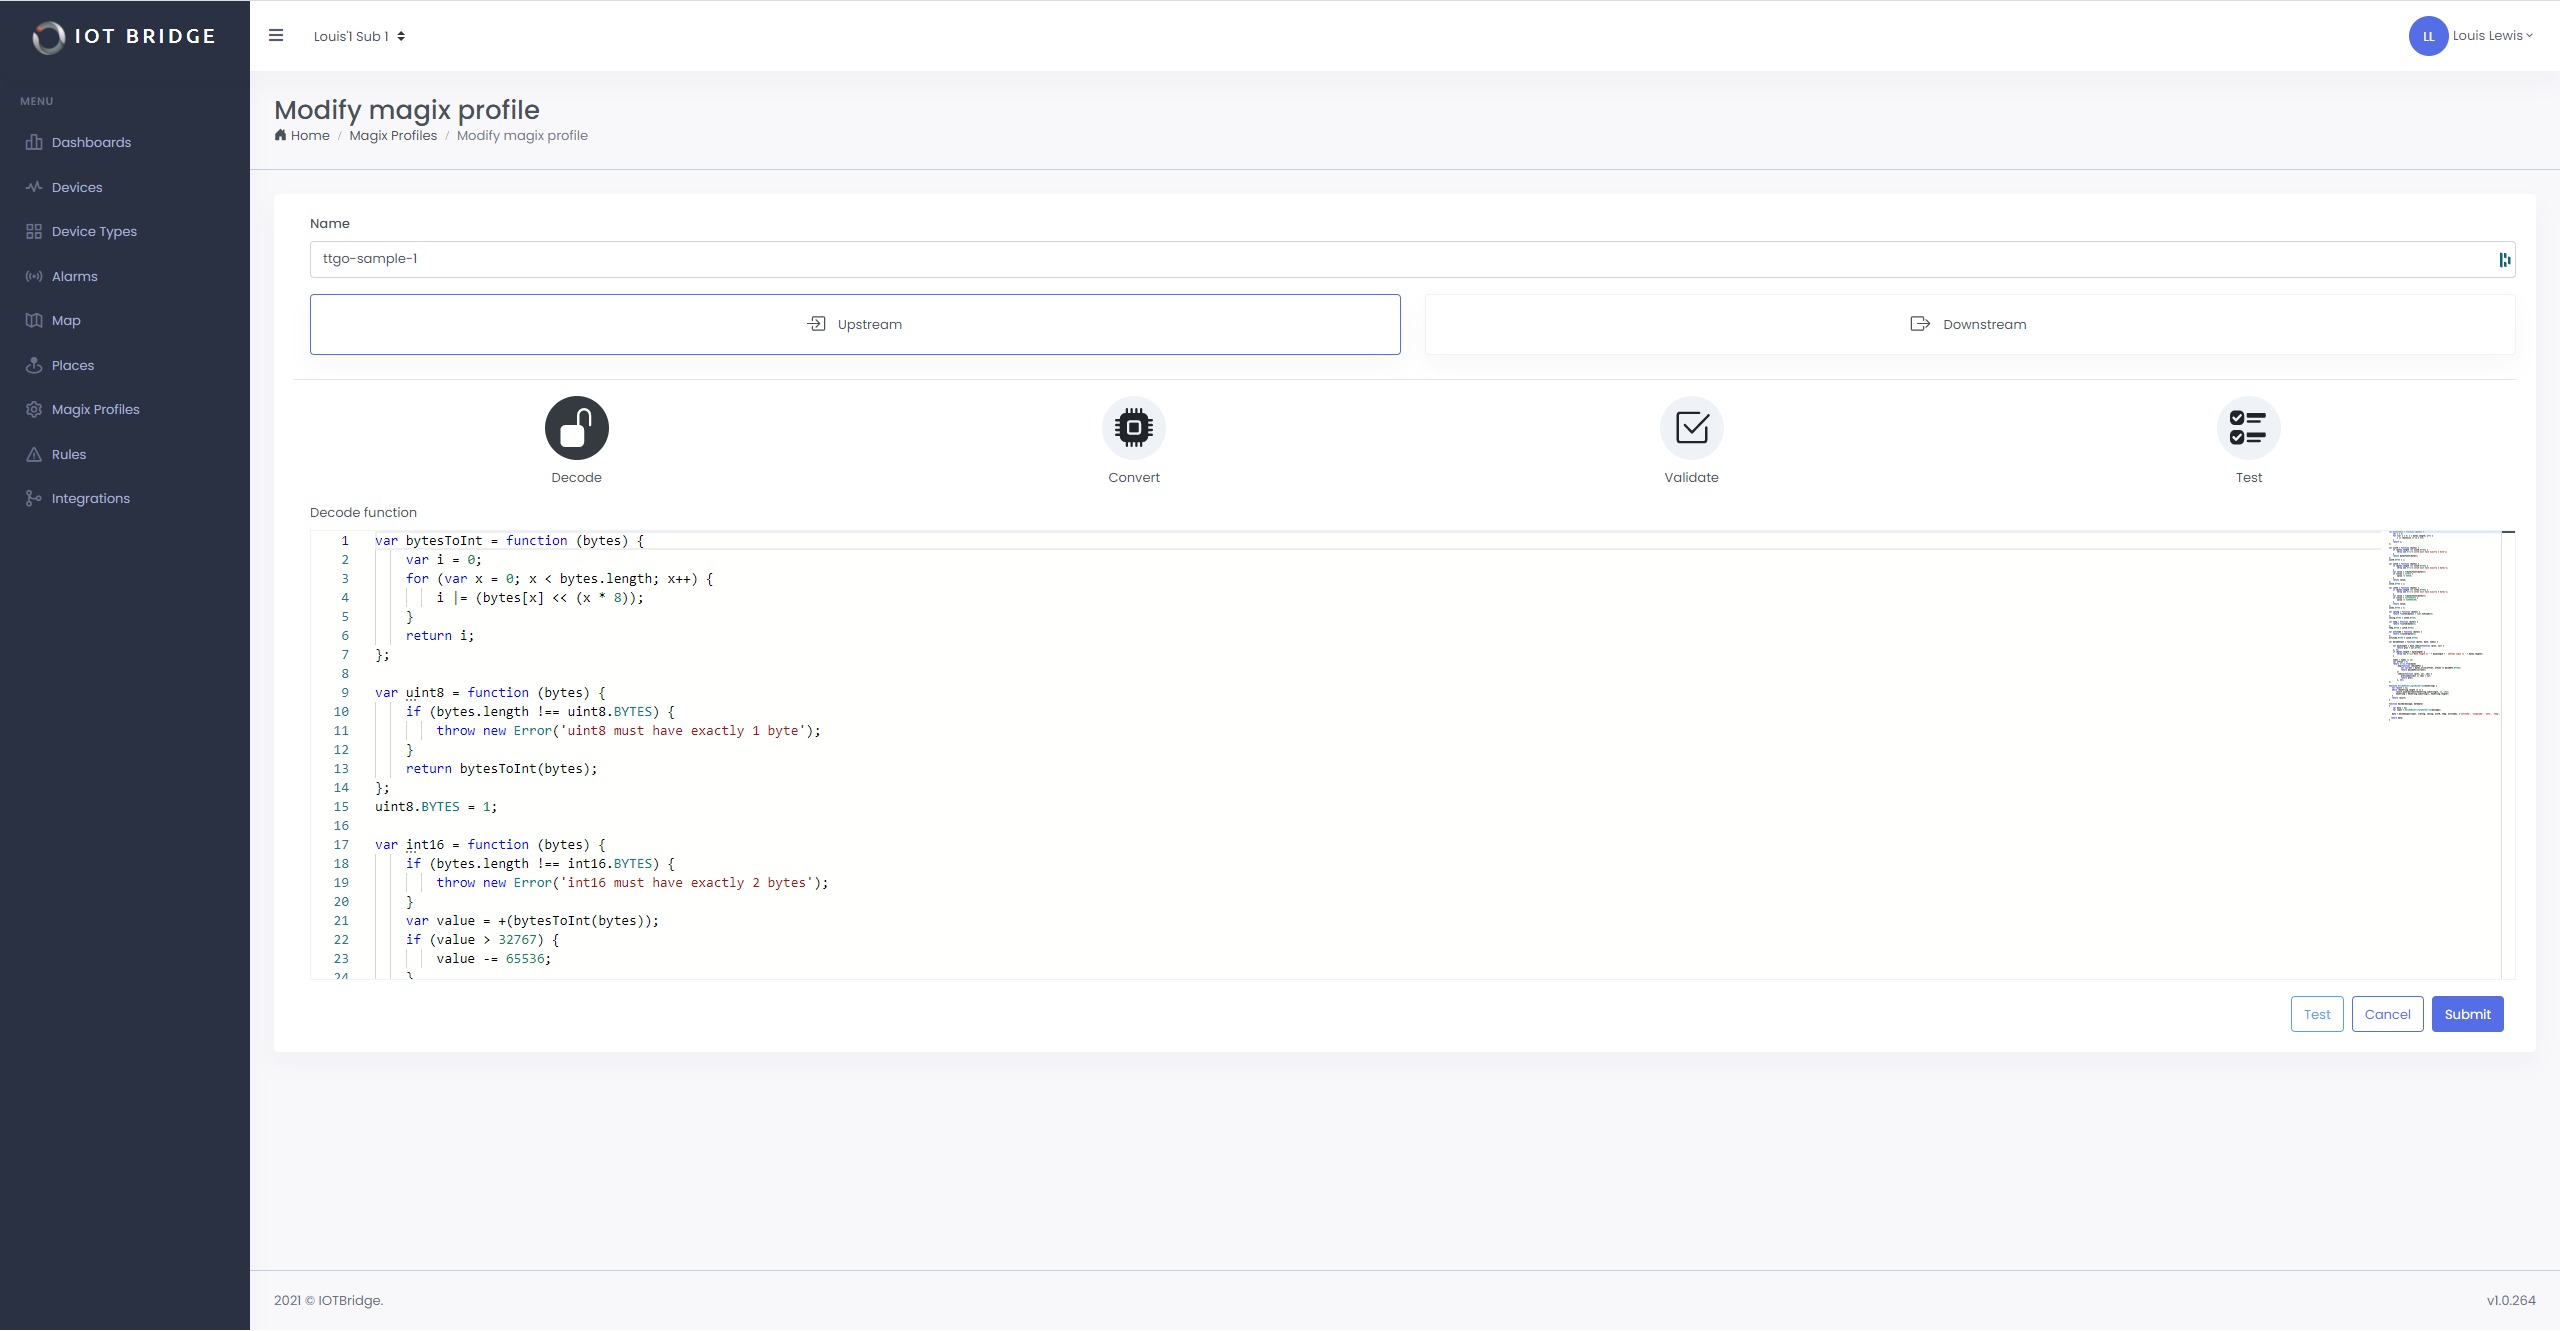 IOT BRIDGE
Louis'1 Sub 1
LL Louis Lewis
MENU
Dashboards
Devices
Device Types
Alarms
Map
Places
Magix Profiles
Rules
Integrations
Modify magix profile
Home / Magix Profiles / Modify magix profile
Name
ttgo-sample-1
Upstream
Downstream
Decode
Convert
Validate
Test
Decode function
1 var bytesToInt = function (bytes) {
2 var i = 0;
3 for (var x = 0; x < bytes.length; x++) {
4 i |= (bytes[x] << (x * 8));
5 }
6 return i;
7 };
8
9 var uint8 = function (bytes) {
10 if (bytes.length !== uint8.BYTES) {
11 throw new Error('uint8 must have exactly 1 byte');
12 }
13 return bytesToInt(bytes);
14 };
15 uint8.BYTES = 1;
16
17 var int16 = function (bytes) {
18 if (bytes.length !== int16.BYTES) {
19 throw new Error('int16 must have exactly 2 bytes');
20 }
21 var value = +(bytesToInt(bytes));
22 if (value > 32767) {
23 value -= 65536;
24 }
Test
Cancel
Submit
2021 © IOTBridge.
v1.0.264